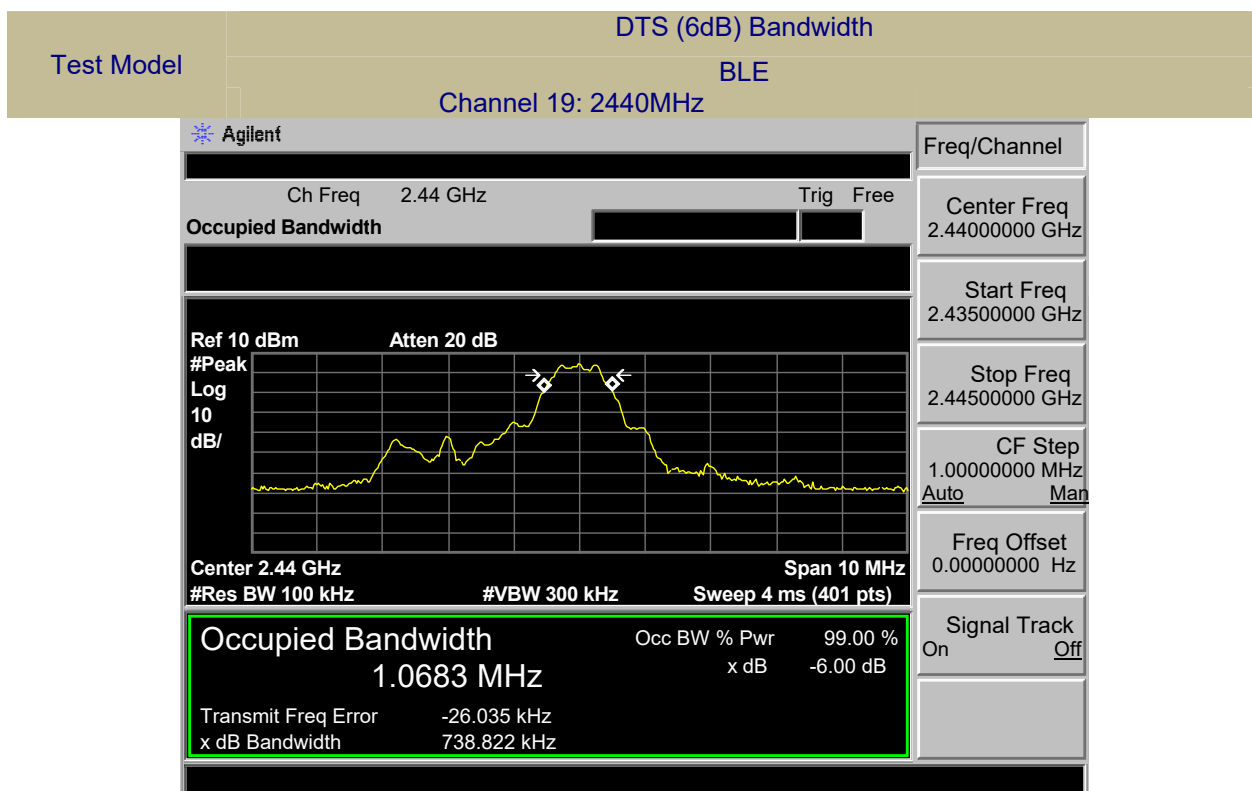 DTS (6dB) Bandwidth
Test Model
BLE
Channel 19: 2440MHz
Agilent
Freq/Channel
Ch Freq 2.44 GHz Trig Free
Occupied Bandwidth
Center Freq
2.44000000 GHz
Start Freq
2.43500000 GHz
Stop Freq
2.44500000 GHz
CF Step
1.00000000 MHz
Auto Man
Freq Offset
0.00000000 Hz
Signal Track
On Off
Ref 10 dBm Atten 20 dB
#Peak
Log
10
dB/
Center 2.44 GHz Span 10 MHz
#Res BW 100 kHz #VBW 300 kHz Sweep 4 ms (401 pts)
Occupied Bandwidth
1.0683 MHz
Occ BW % Pwr 99.00 %
x dB -6.00 dB
Transmit Freq Error -26.035 kHz
x dB Bandwidth 738.822 kHz